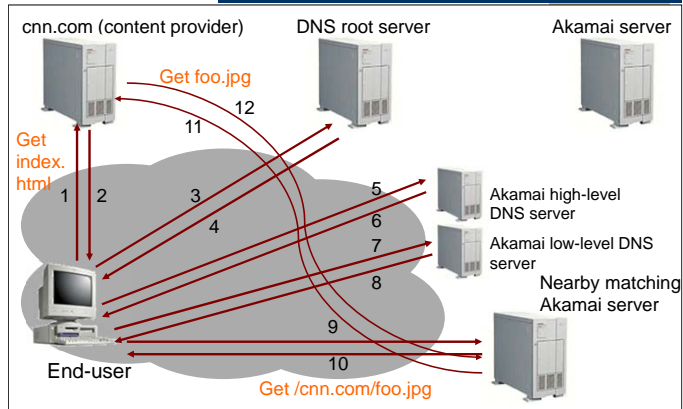 cnn.com (content provider)
DNS root server
Akamai server
Get foo.jpg
12
11
Get
index.
html
1
2
3
4
5
6
7
8
Akamai high-level
DNS server
Akamai low-level DNS
server
Nearby matching
Akamai server
9
10
End-user
Get /cnn.com/foo.jpg